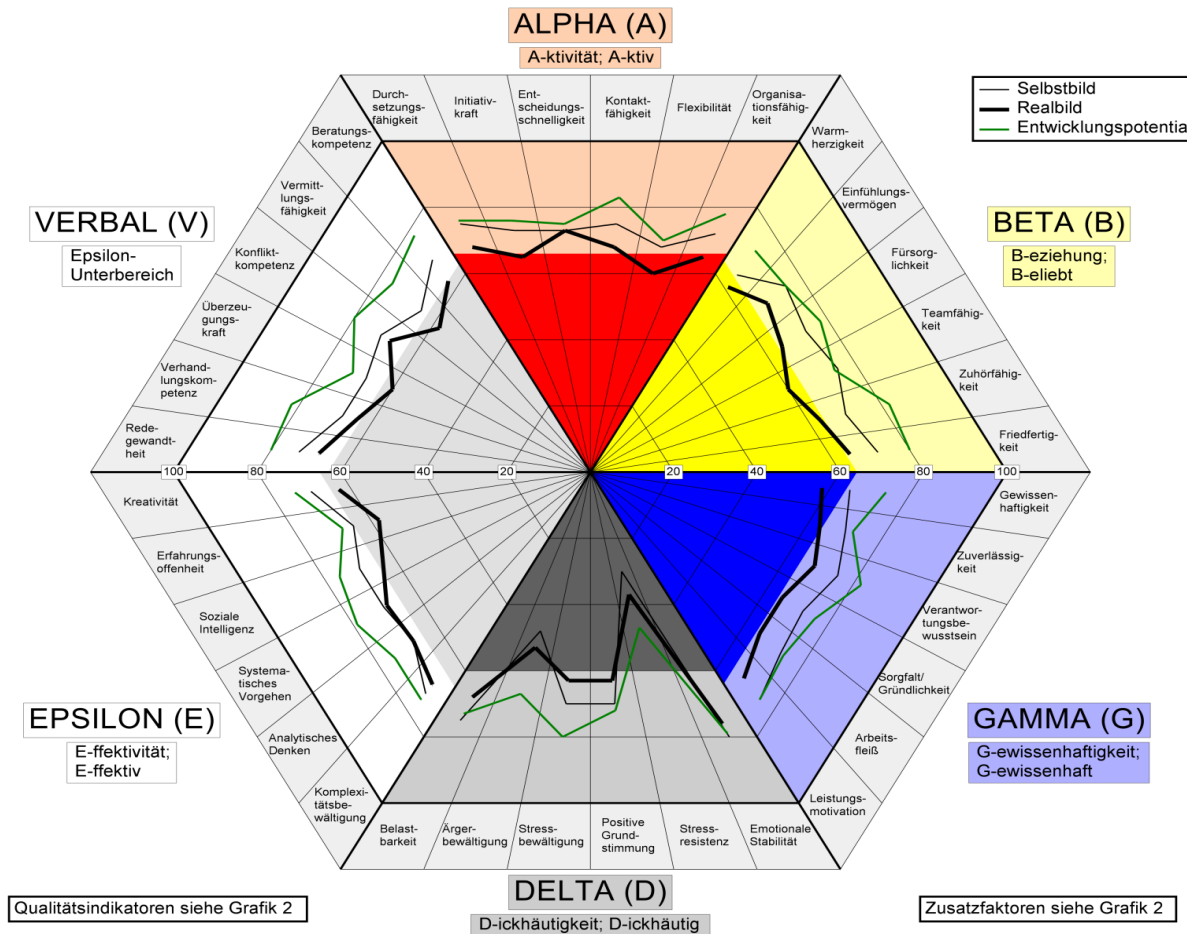 ALPHA (A)
A-ktivität; A-ktiv
Selbstbild
Realbild
Entwicklungspotential
Durch-
setzungs-
fähigkeit
Initiativ-
kraft
Ent-
scheidungs-
schnelligkeit
Kontakt-
fähigkeit
Flexibilität
Organisa-
tionsfähig-
keit
Beratungs-
kompetenz
Vermitt-
lungs-
fähigkeit
Konflikt-
kompetenz
Überzeu-
gungs-
kraft
Verhand-
lungskom-
petenz
Rede-
gewandt-
heit
VERBAL (V)
Epsilon-
Unterbereich
Warm-
herzigkeit
Einfühlungs-
vermögen
Fürsorg-
lichkeit
Teamfähig-
keit
Zuhörfähig-
keit
Friedfertig-
keit
BETA (B)
B-eziehung;
B-eliebt
100 80 60 40 20 20 40 60 80 100
Kreativität
Erfahrungs-
offenheit
Soziale
Intelligenz
Systema-
tisches
Vorgehen
Analytisches
Denken
Komplexi-
tätsbe-
wältigung
EPSILON (E)
E-ffektivität;
E-ffektiv
Gewissen-
haftigkeit
Zuverlässig-
keit
Verantwor-
tungsbe-
wusstsein
Sorgfalt/
Gründlichkeit
Arbeits-
fleiß
Leistungs-
motivation
GAMMA (G)
G-ewissenhaftigkeit;
G-ewissenhaft
Belast-
barkeit
Ärger-
bewältigung
Stress-
bewältigung
Positive
Grund-
stimmung
Stress-
resistenz
Emotionale
Stabilität
DELTA (D)
D-ickhäutigkeit; D-ickhäutig
Qualitätsindikatoren siehe Grafik 2
Zusatzfaktoren siehe Grafik 2